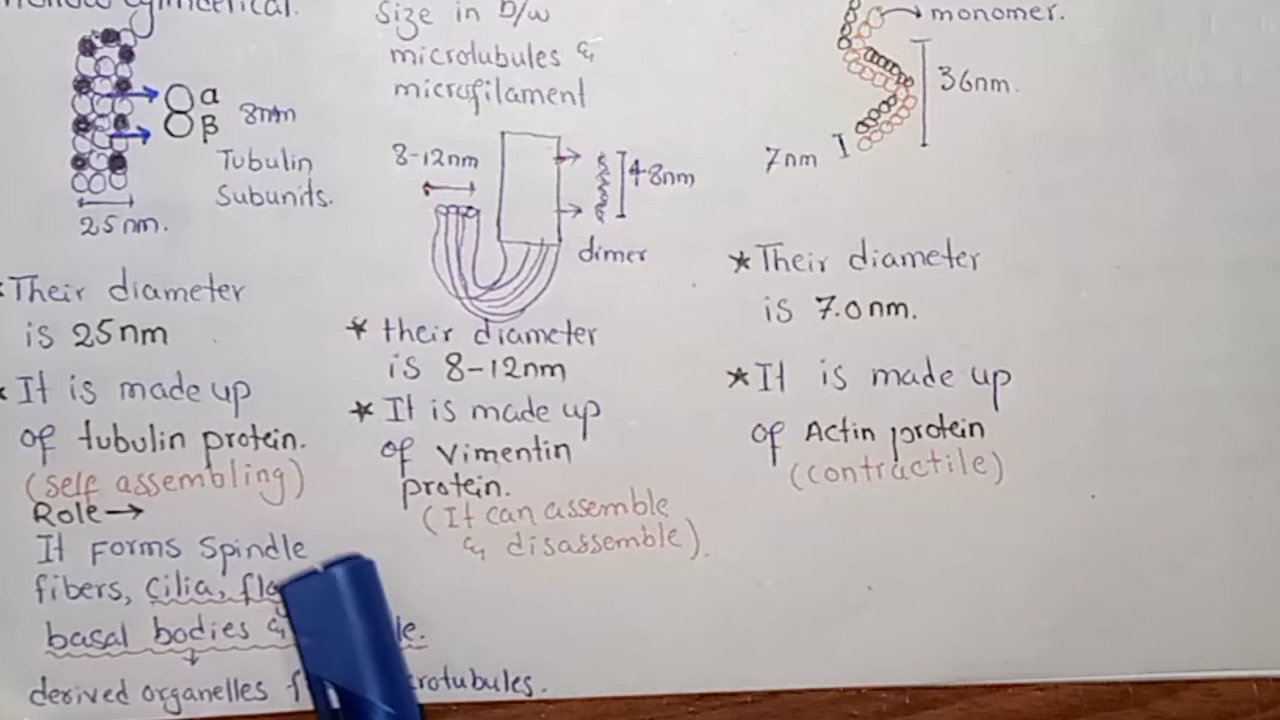 cylindrical.
α
β
8nm
Tubulin
Subunits.
25nm.
Their diameter
is 25nm
It is made up
of tubulin protein.
(self assembling)
Role→
It Forms Spindle
fibers, Cilia,
basal bodies &
derived organelles
Size in b/w
microtubules &
microfilament
8-12nm
48nm
dimer
* their diameter
is 8-12nm
* It is made up
of Vimentin
protein.
(It can assemble
& disassemble).
→monomer.
36nm.
7nm
* Their diameter
is 7.0nm.
* It is made up
of Actin protein
(contractile)